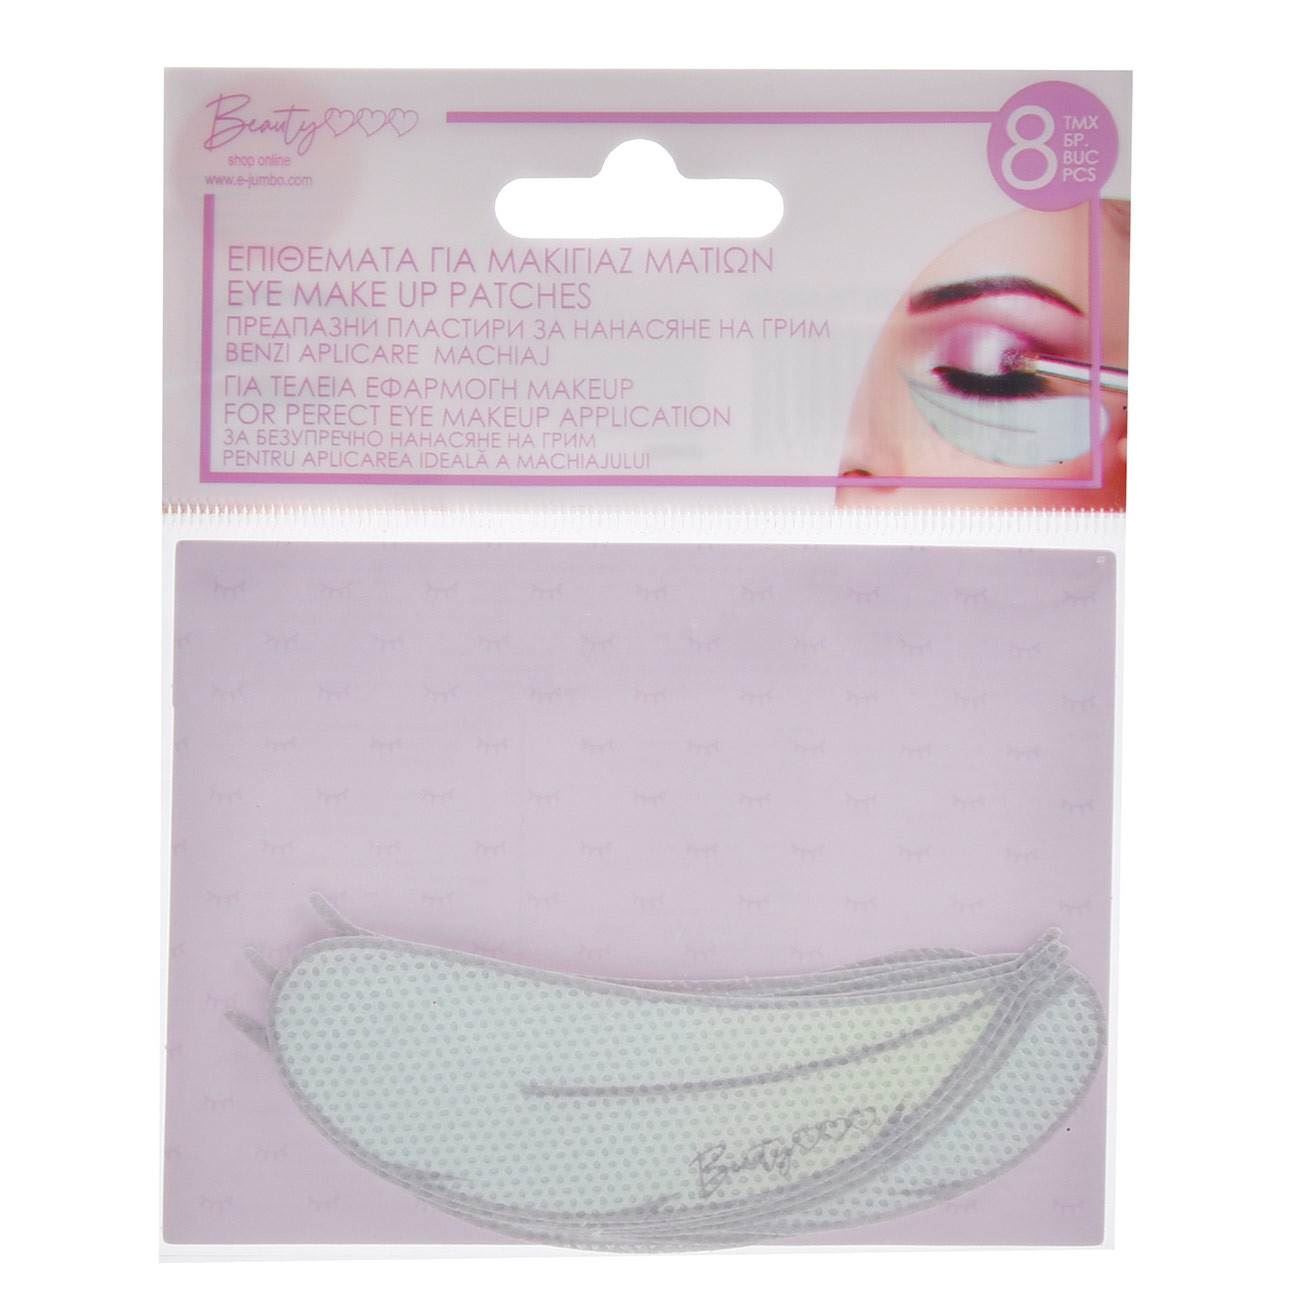 Beauty
shop online
www.e-jumbo.com
8
ΤΜΧ
БР.
BUC
PCS
ΕΠΙΘΕΜΑΤΑ ΓΙΑ ΜΑΚΙΓΙΑΖ ΜΑΤΙΩΝ
EYE MAKE UP PATCHES
ПРЕДПАЗНИ ПЛАСТИРИ ЗА НАНАСЯНЕ НА ГРИМ
BENZI APLICARE MACHIAJ
ΓΙΑ ΤΕΛΕΙΑ ΕΦΑΡΜΟΓΗ MAKEUP
FOR PERECT EYE MAKEUP APPLICATION
ЗА БЕЗУПРЕЧНО НАНАСЯНЕ НА ГРИМ
PENTRU APLICAREA IDEALĂ A MACHIAJULUI
Beauty